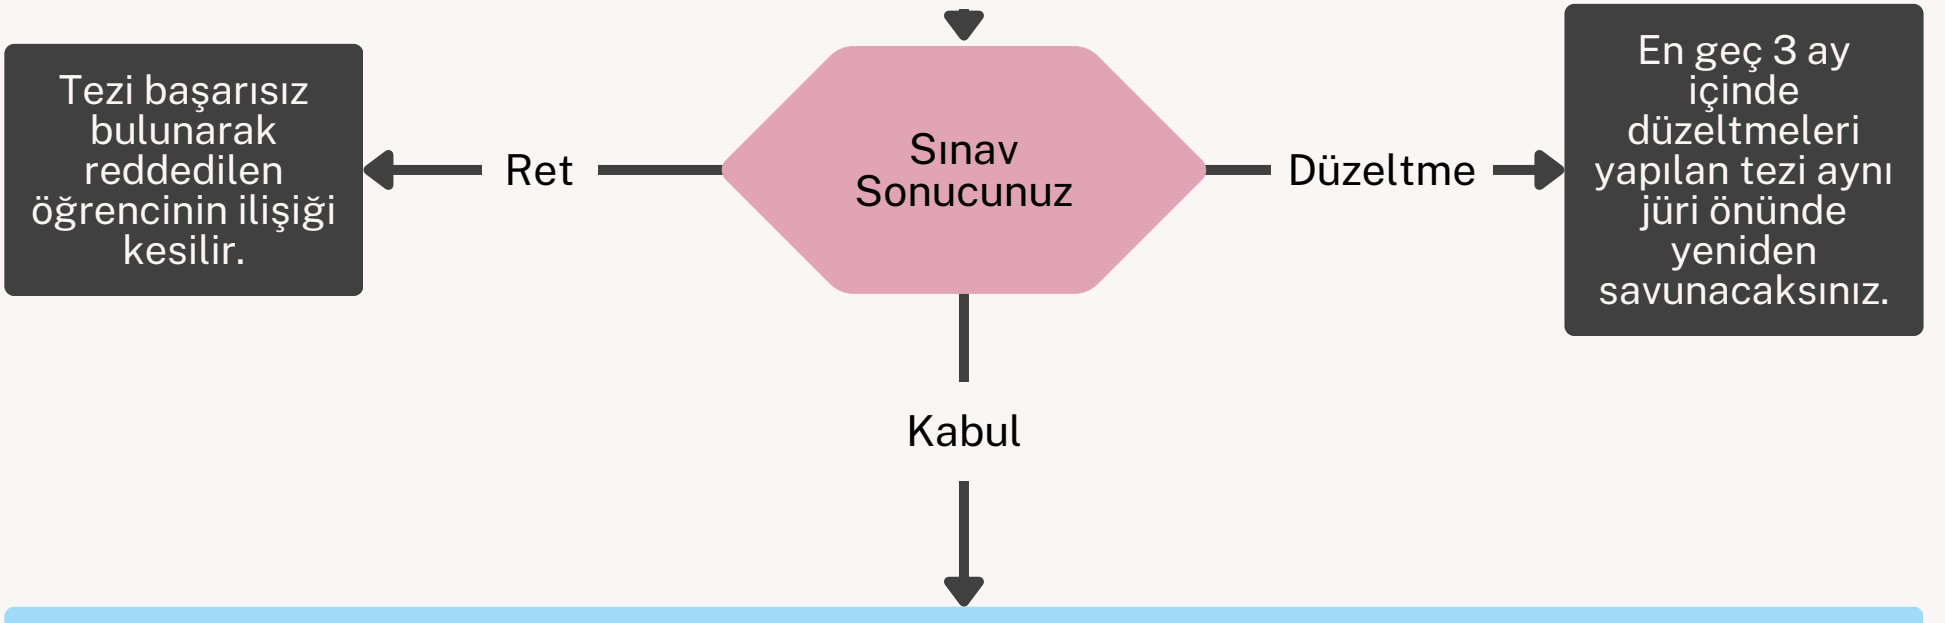 Tezi başarısız
bulunarak
reddedilen
öğrencinin ilişiği
kesilir.
Ret
Sınav
Sonucunuz
Düzeltme
En geç 3 ay
içinde
düzeltmeleri
yapılan tezi aynı
jüri önünde
yeniden
savunacaksınız.
Kabul